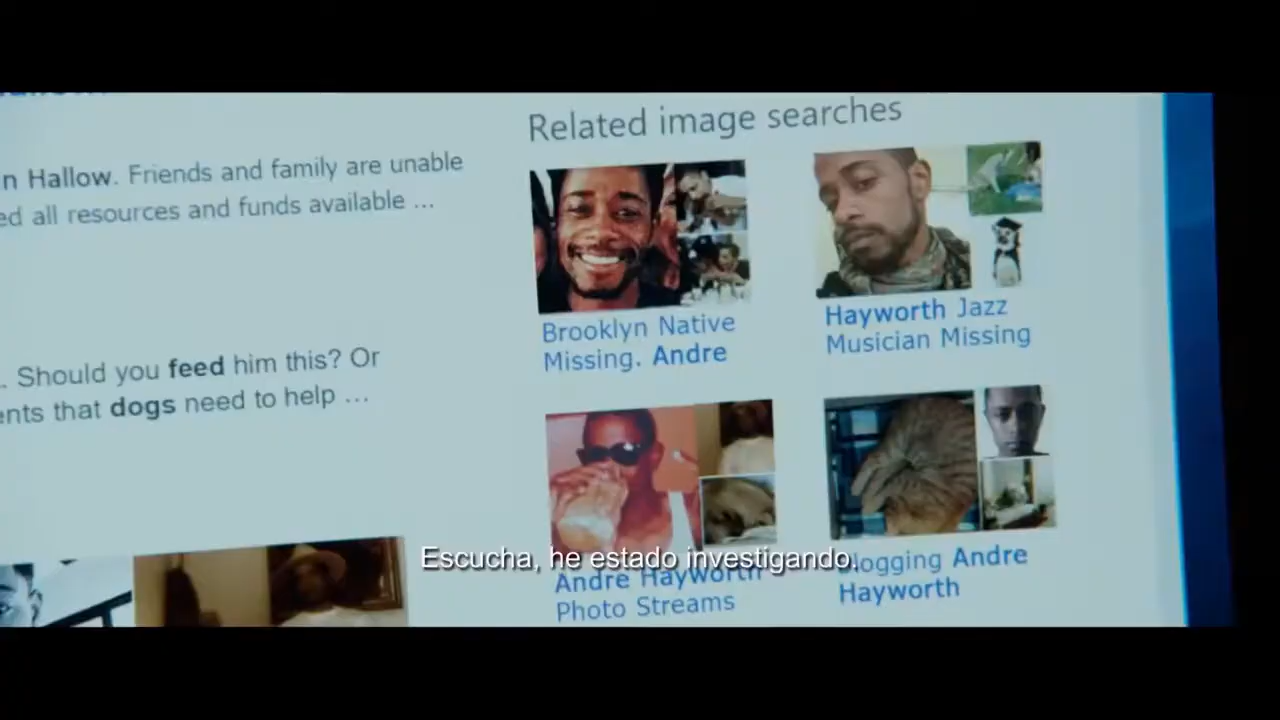 n Hallow. Friends and family are unable
ed all resources and funds available ...
. Should you feed him this? Or
ents that dogs need to help ...
Related image searches
Brooklyn Native
Missing. Andre
Hayworth Jazz
Musician Missing
Andre Hayworth
Photo Streams
logging Andre
Hayworth
Escucha, he estado investigando.